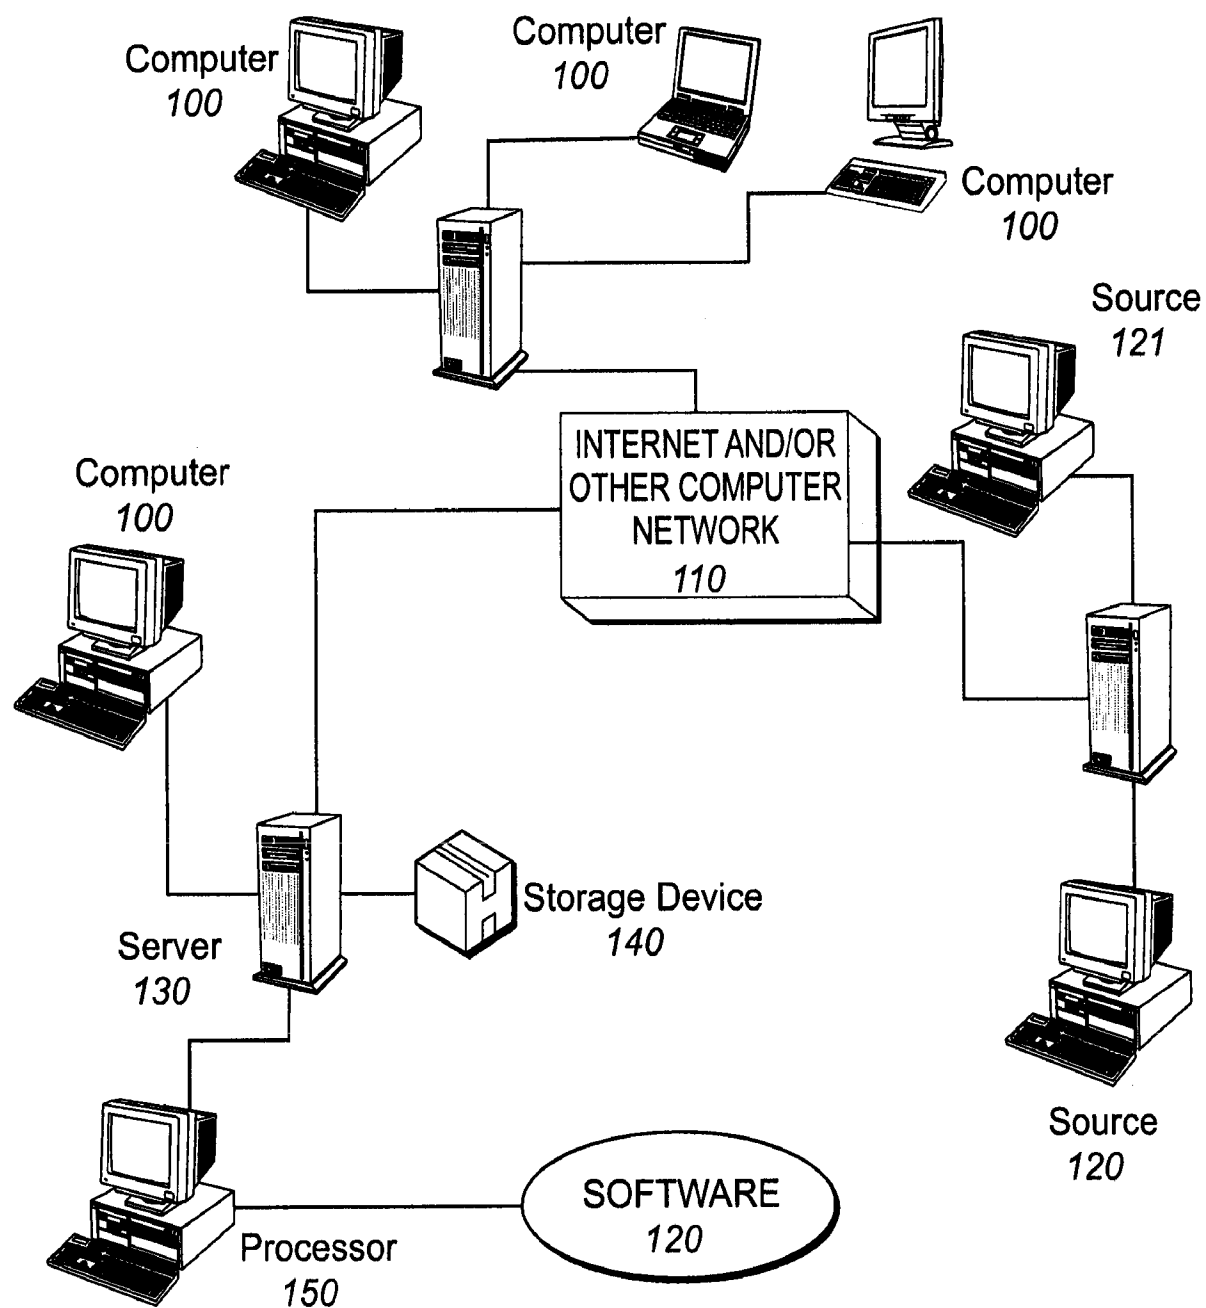 Computer
100
Computer
100
Computer
100
Source
121
INTERNET AND/OR
OTHER COMPUTER
NETWORK
110
Computer
100
Storage Device
140
Server
130
Source
120
SOFTWARE
120
Processor
150